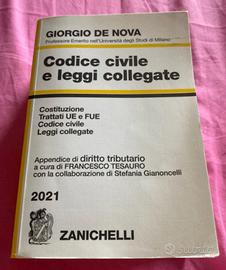 GIORGIO DE NOVA
Professore Emerito nell'Università degli Studi di Milano
Codice civile
e leggi collegate
Costituzione
Trattati UE e FUE
Codice civile
Leggi collegate
Appendice di diritto tributario
a cura di FRANCESCO TESAURO
con la collaborazione di Stefania Gianoncelli
2021
ZANICHELLI
subito